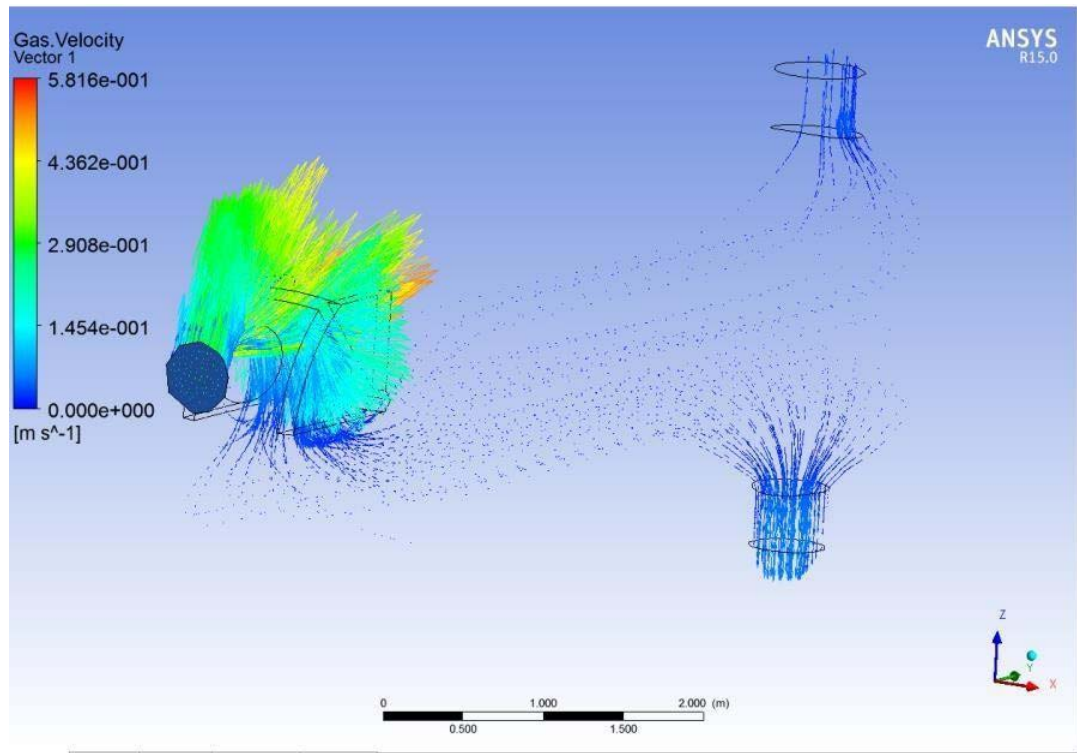 Gas.Velocity
Vector 1
5.816e-001
4.362e-001
2.908e-001
1.454e-001
0.000e+000
[m s^-1]
ANSYS
R15.0
Z
Y
X
0 1.000 2.000 (m)
0.500 1.500